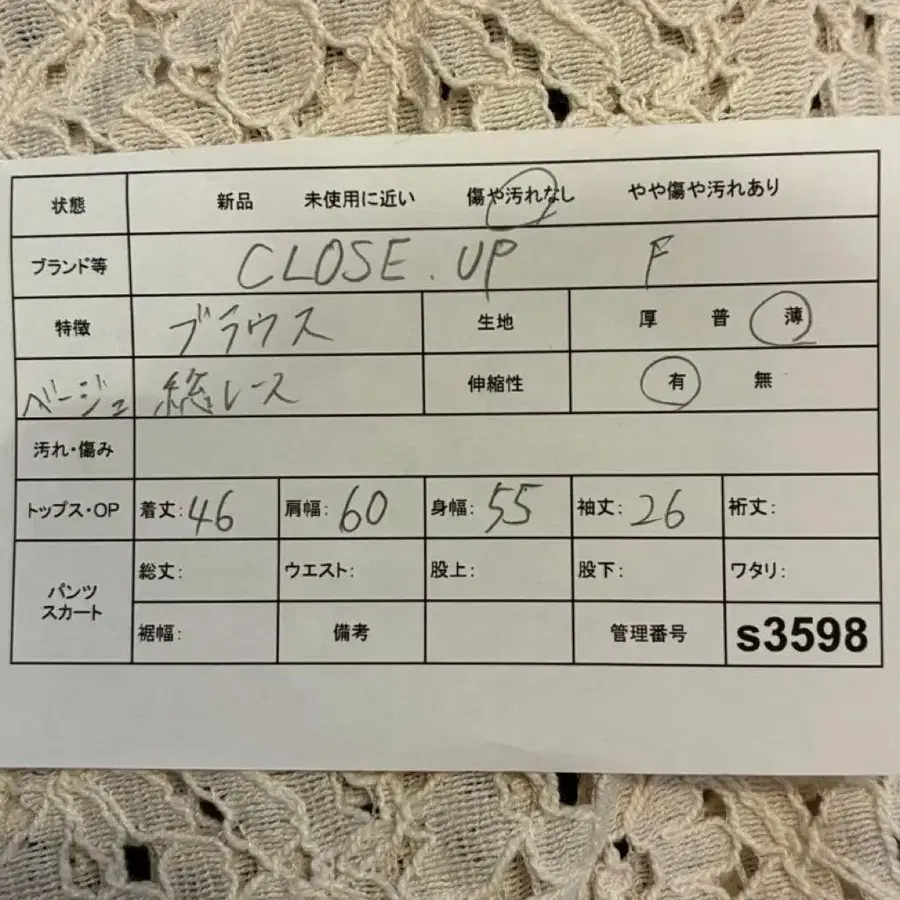 状態 新品 未使用に近い 傷や汚れなし やや傷や汚れあり
ブランド等 CLOSE.UP F
特徴 ブラウス 生地 厚 普 薄
ベージュ 総レース 伸縮性 有 無
汚れ・傷み
トップス・OP 着丈:46 肩幅:60 身幅:55 袖丈:26 裄丈:
パンツ スカート 総丈: ウエスト: 股上: 股下: ワタリ:
裾幅: 備考 管理番号 s3598